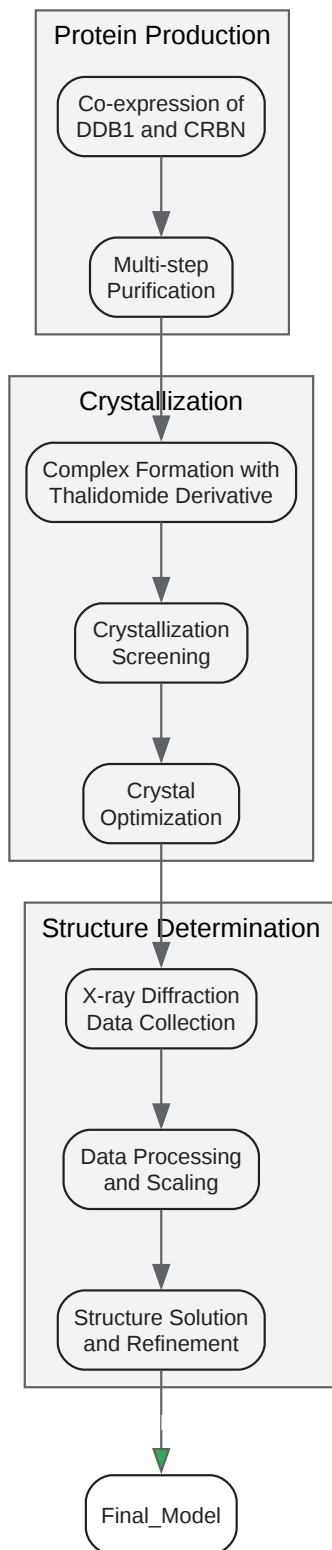 Protein Production
Co-expression of
DDB1 and CRBN
Multi-step
Purification
Crystallization
Complex Formation with
Thalidomide Derivative
Crystallization
Screening
Crystal
Optimization
Structure Determination
X-ray Diffraction
Data Collection
Data Processing
and Scaling
Structure Solution
and Refinement
Final_Model